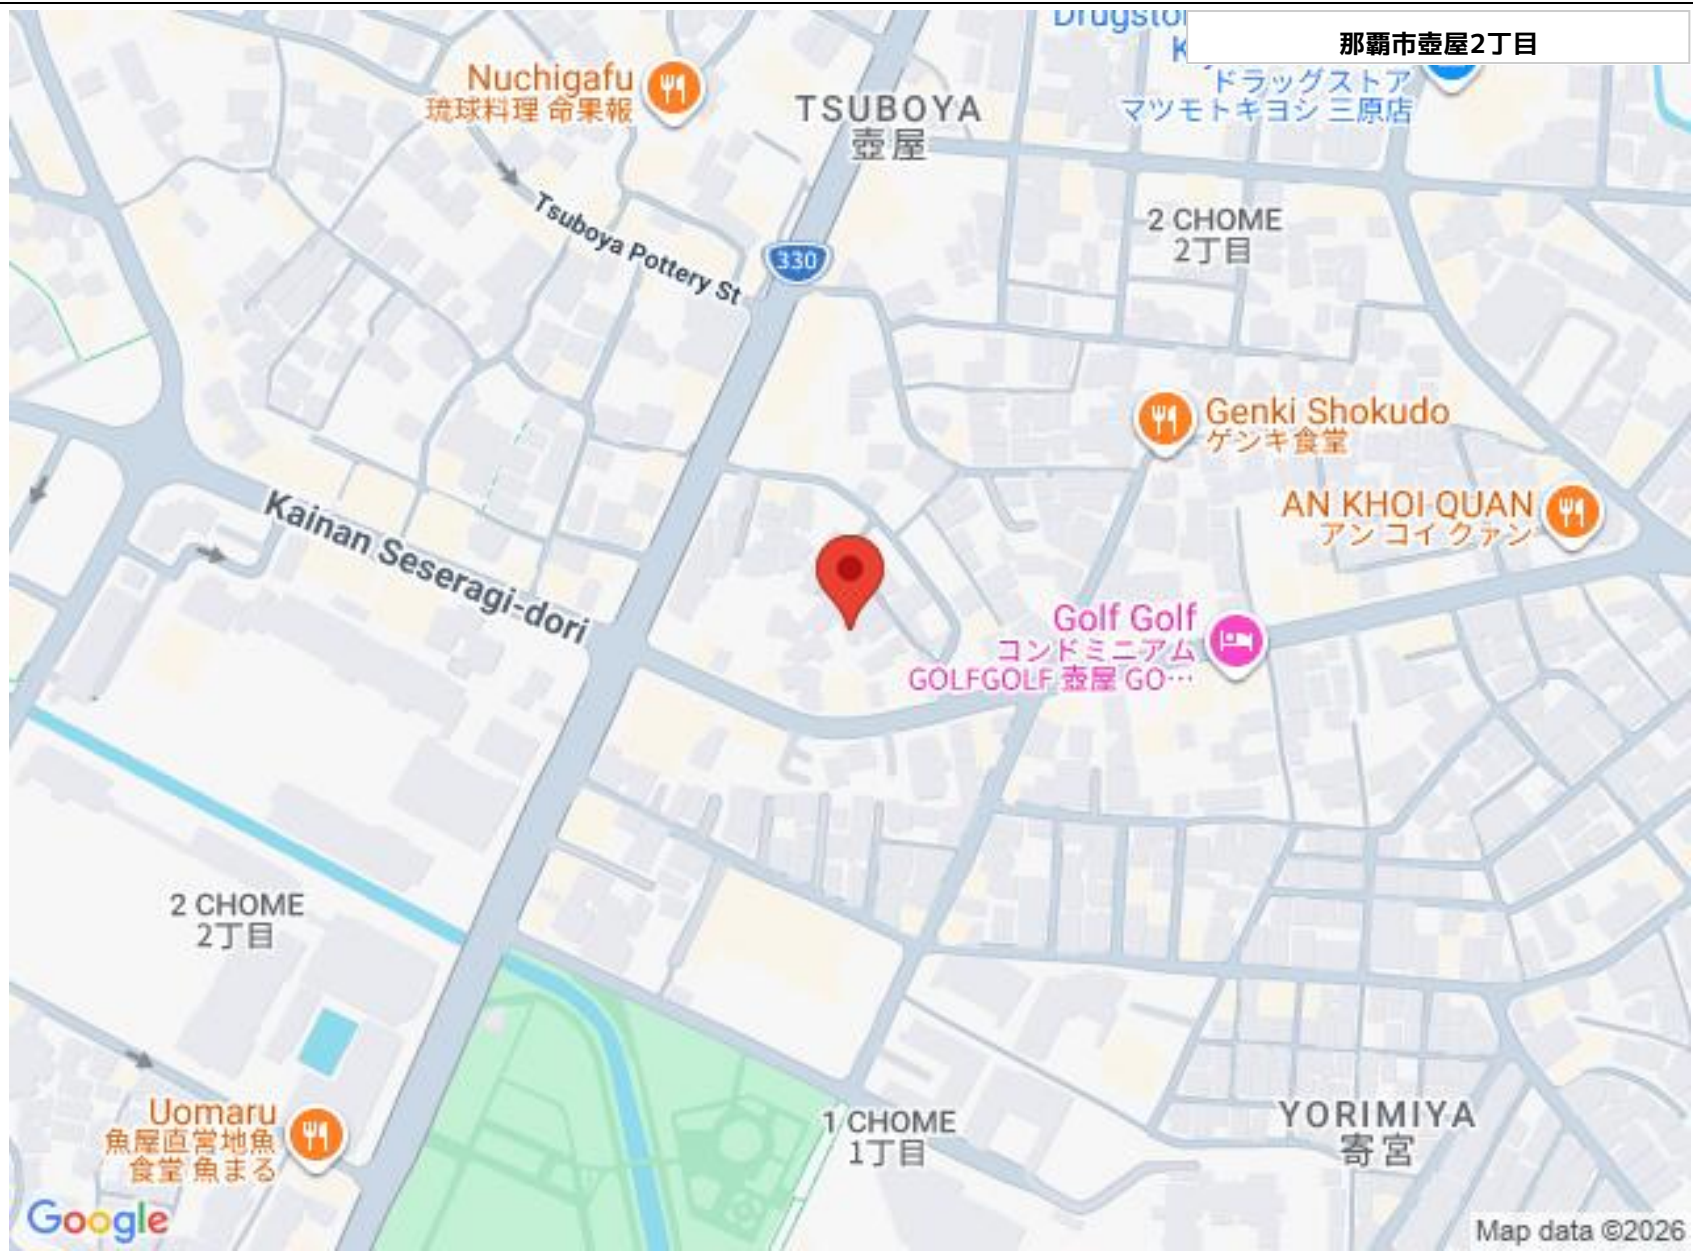 Drugsto
那覇市壺屋2丁目
K
ドラッグストア
マツモトキヨシ 三原店
Nuchigafu
琉球料理 命果報
TSUBOYA
壺屋
Tsuboya Pottery St
330
2 CHOME
2丁目
Genki Shokudo
ゲンキ食堂
AN KHOI QUAN
アン コイ クァン
Kainan Seseragi-dori
Golf Golf
コンドミニアム
GOLFGOLF 壺屋 GO…
2 CHOME
2丁目
Uomaru
魚屋直営地魚
食堂 魚まる
1 CHOME
1丁目
YORIMIYA
寄宮
Google
Map data ©2026